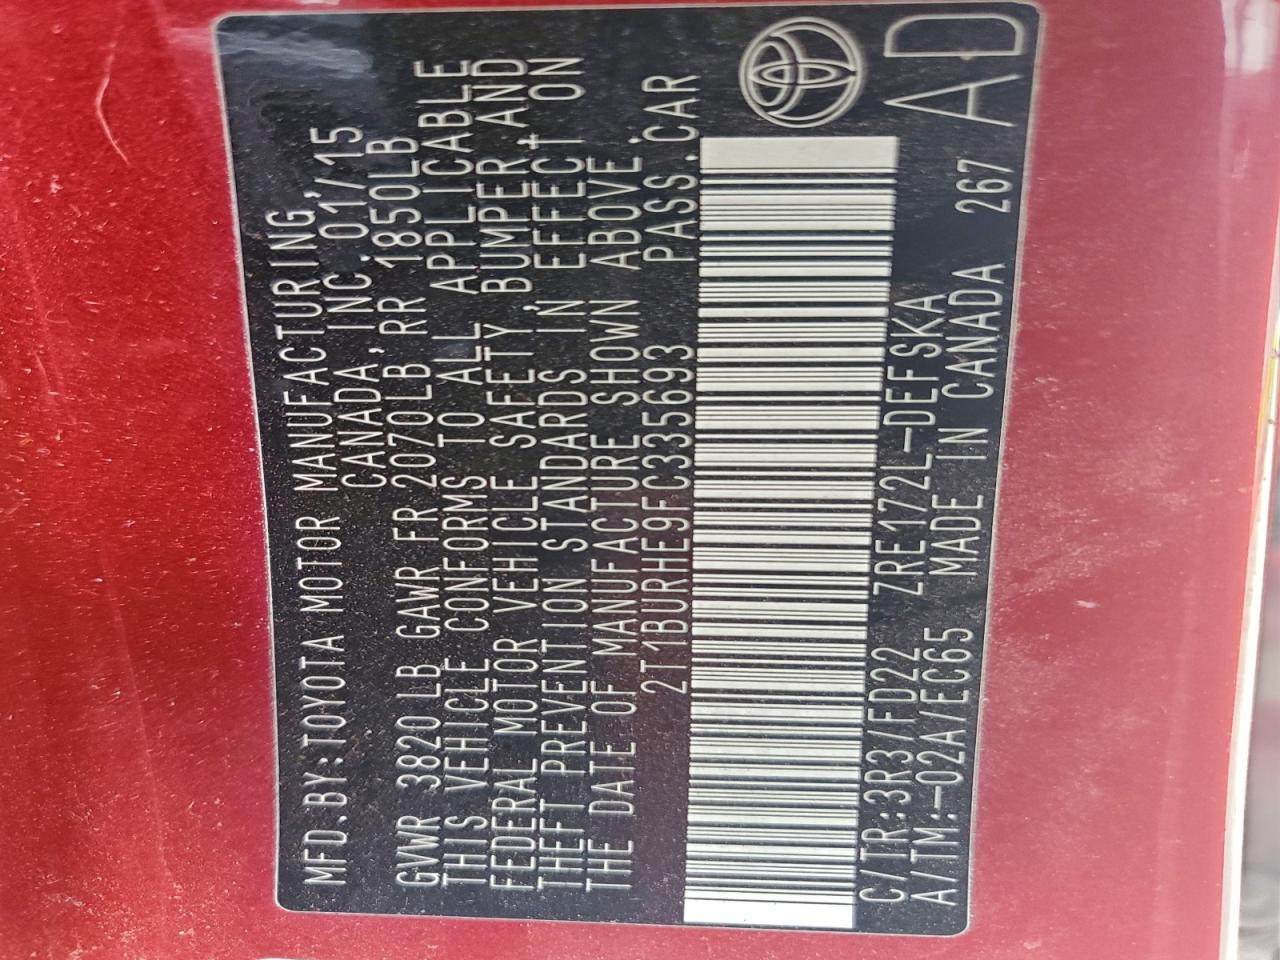 MFD.BY:TOYOTA MOTOR MANUFACTURING,
CANADA, INC. 01/15
GVWR 3820 LB GAWR FR 2070LB RR 1850LB
THIS VEHICLE CONFORMS TO ALL APPLICABLE
FEDERAL MOTOR VEHICLE SAFETY, BUMPER, AND
THEFT PREVENTION STANDARDS IN EFFECT ON
THE DATE OF MANUFACTURE SHOWN ABOVE.
2T1BURHE9FC335693 PASS.CAR
C/TR:3R3/FD22 ZRE172L-DEFSKA
A/TM:-02A/EC65 MADE IN CANADA 267
AD